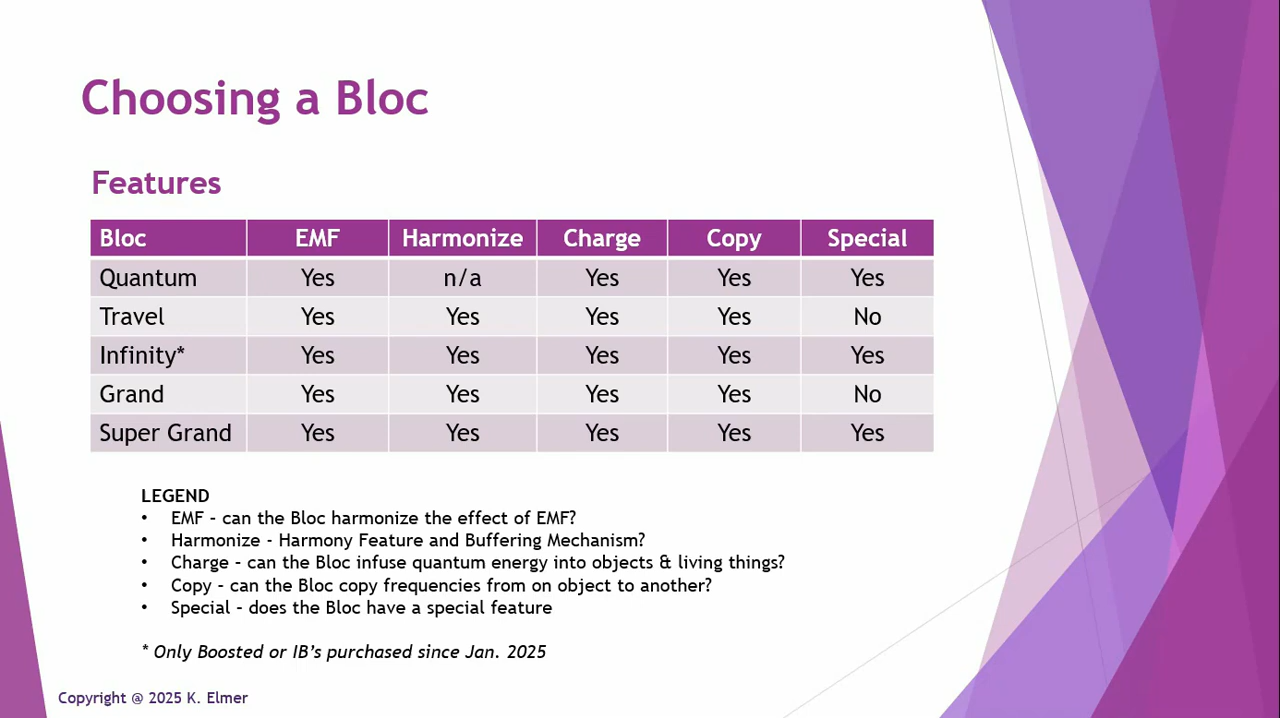 Choosing a Bloc
Features
Bloc EMF Harmonize Charge Copy Special
Quantum Yes n/a Yes Yes Yes
Travel Yes Yes Yes Yes No
Infinity* Yes Yes Yes Yes Yes
Grand Yes Yes Yes Yes No
Super Grand Yes Yes Yes Yes Yes
LEGEND
• EMF – can the Bloc harmonize the effect of EMF?
• Harmonize - Harmony Feature and Buffering Mechanism?
• Charge – can the Bloc infuse quantum energy into objects & living things?
• Copy – can the Bloc copy frequencies from on object to another?
• Special – does the Bloc have a special feature
* Only Boosted or IB’s purchased since Jan. 2025
Copyright @ 2025 K. Elmer